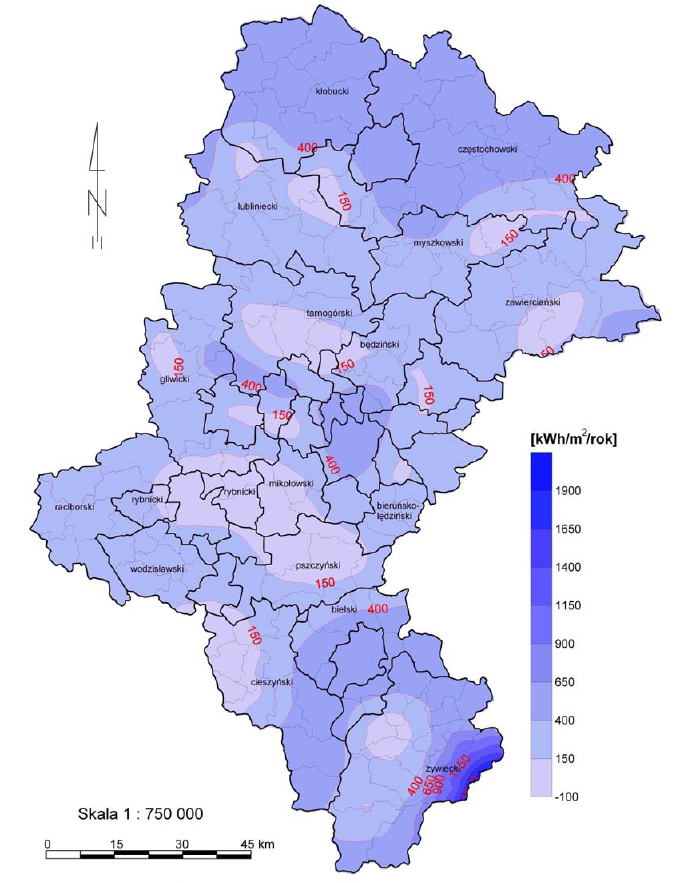 kłobucki
400
częstochowski
400
lubliniecki
150
150
myszkowski
zawierciański
tarnogórski
będziński
150
50
150
gliwicki
400
150
150
[kWh/m²/rok]
400
mikołowski
rybnicki
rybnicki
raciborski
bieruńsko-
lędziński
1900
1650
1400
1150
900
650
400
150
-100
pszczyński
wodzisławski
150
bielski
400
150
cieszyński
żywiecki
400
650
900
Skala 1 : 750 000
0 15 30 45 km
N